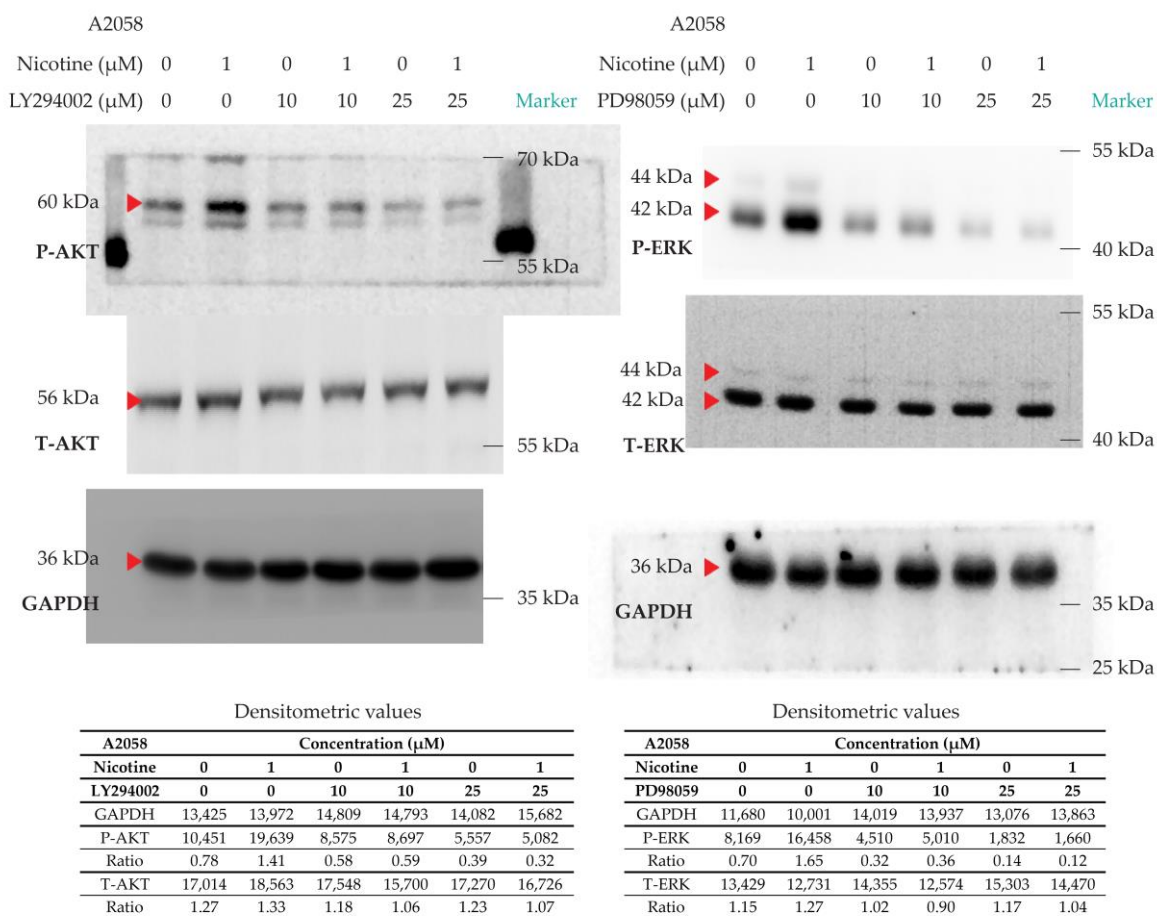 A2058
Nicotine (µM) 0 1 0 1 0 1
LY294002 (µM) 0 0 10 10 25 25 Marker
70 kDa
60 kDa
P-AKT
55 kDa
56 kDa
T-AKT
55 kDa
36 kDa
GAPDH
35 kDa
Densitometric values
A2058 Concentration (µM)
Nicotine 0 1 0 1 0 1
LY294002 0 0 10 10 25 25
GAPDH 13,425 13,972 14,809 14,793 14,082 15,682
P-AKT 10,451 19,639 8,575 8,697 5,557 5,082
Ratio 0.78 1.41 0.58 0.59 0.39 0.32
T-AKT 17,014 18,563 17,548 15,700 17,270 16,726
Ratio 1.27 1.33 1.18 1.06 1.23 1.07
A2058
Nicotine (µM) 0 1 0 1 0 1
PD98059 (µM) 0 0 10 10 25 25 Marker
55 kDa
44 kDa
42 kDa
P-ERK
40 kDa
55 kDa
44 kDa
42 kDa
T-ERK
40 kDa
36 kDa
GAPDH
35 kDa
25 kDa
Densitometric values
A2058 Concentration (µM)
Nicotine 0 1 0 1 0 1
PD98059 0 0 10 10 25 25
GAPDH 11,680 10,001 14,019 13,937 13,076 13,863
P-ERK 8,169 16,458 4,510 5,010 1,832 1,660
Ratio 0.70 1.65 0.32 0.36 0.14 0.12
T-ERK 13,429 12,731 14,355 12,574 15,303 14,470
Ratio 1.15 1.27 1.02 0.90 1.17 1.04